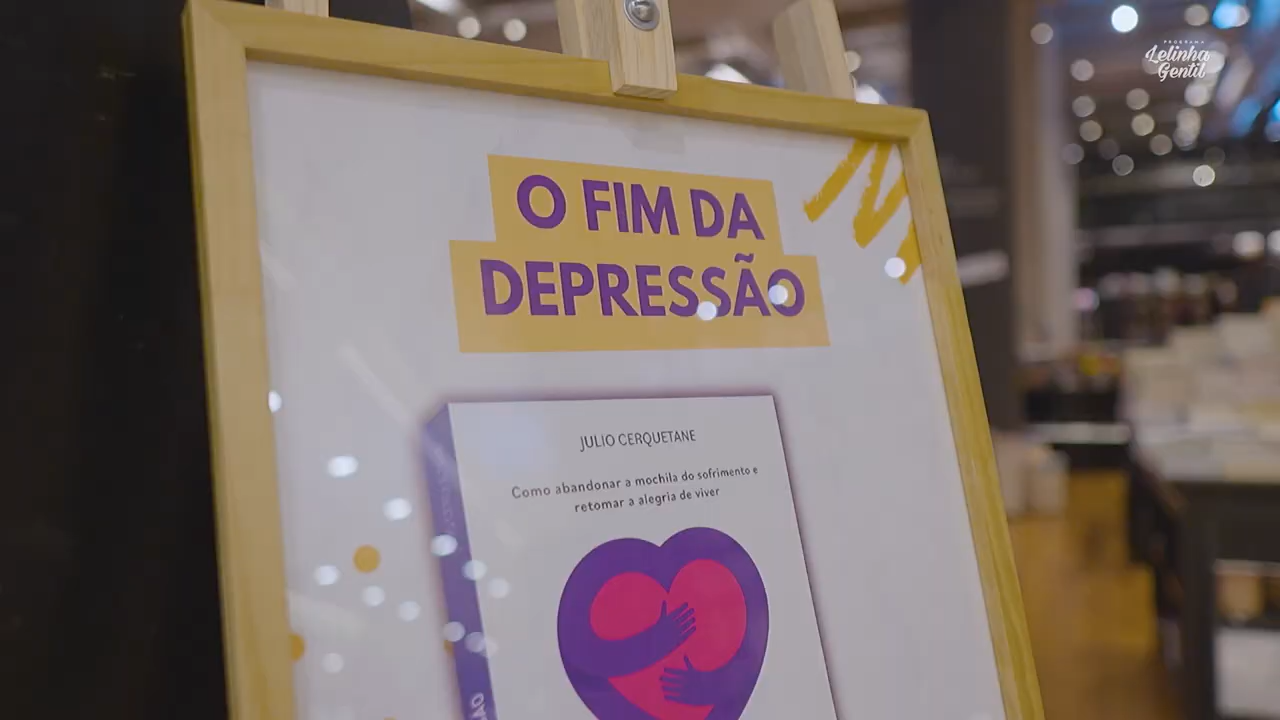 PROGRAMA
Lelinha
Gentil
O FIM DA
DEPRESSÃO
JULIO CERQUETANE
Como abandonar a mochila do sofrimento e
retomar a alegria de viver